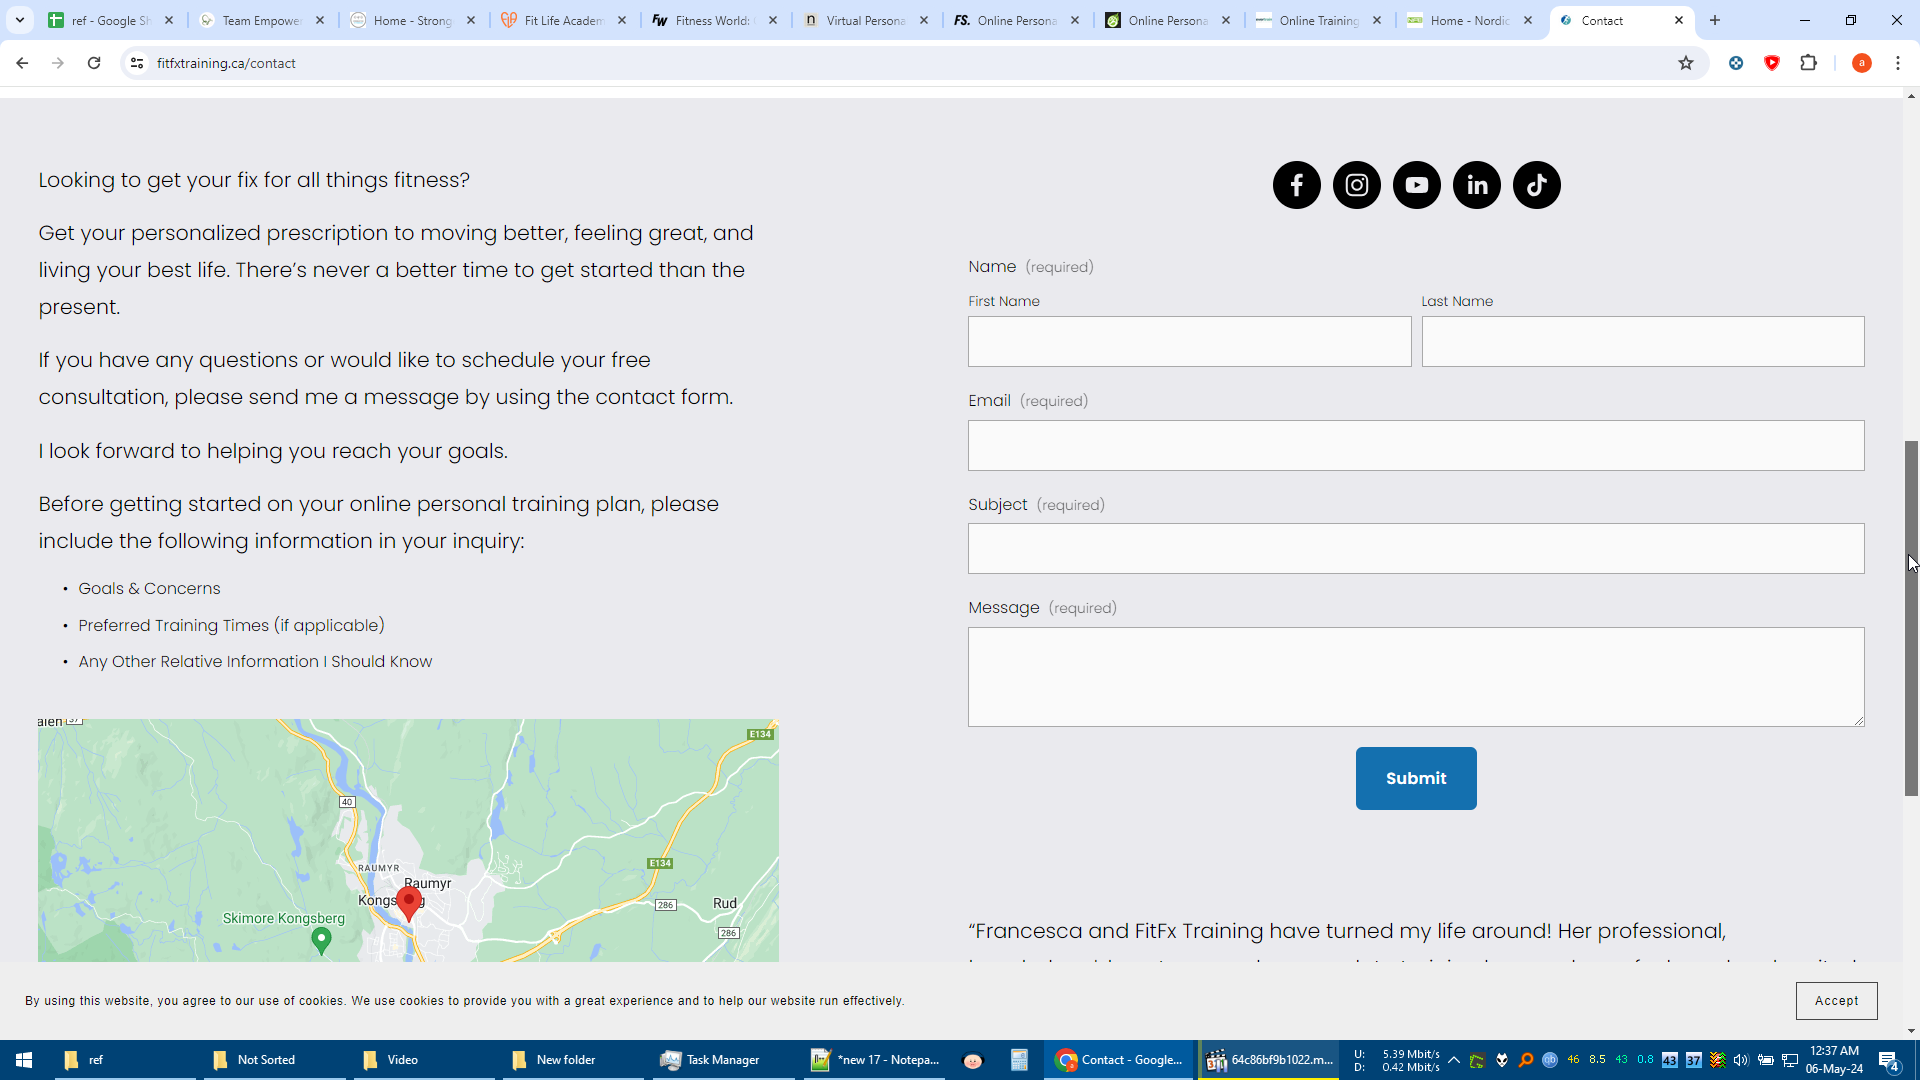 ref - Google Sh
Team Empowe
Home - Strong
Fit Life Academ
Fitness World:
Virtual Persona
Online Persona
Online Persona
Online Training
Home - Nordic
Contact
fitfxtraining.ca/contact
Looking to get your fix for all things fitness?
Get your personalized prescription to moving better, feeling great, and
living your best life. There's never a better time to get started than the
present.
If you have any questions or would like to schedule your free
consultation, please send me a message by using the contact form.
I look forward to helping you reach your goals.
Before getting started on your online personal training plan, please
include the following information in your inquiry:
• Goals & Concerns
• Preferred Training Times (if applicable)
• Any Other Relative Information I Should Know
Name (required)
First Name
Last Name
Email (required)
Subject (required)
Message (required)
Submit
E134
40
RAUMYR
Raumyr
E134
Skimore Kongsberg
286
Rud
286
“Francesca and FitFx Training have turned my life around! Her professional,
By using this website, you agree to our use of cookies. We use cookies to provide you with a great experience and to help our website run effectively.
Accept
ref
Not Sorted
Video
New folder
Task Manager
*new 17 - Notepa...
Contact - Google...
64c86bf9b1022.m...
U: 5.39 Mbit/s
D: 0.42 Mbit/s
46 8.5 43 0.8 43 37
12:37 AM
06-May-24
4